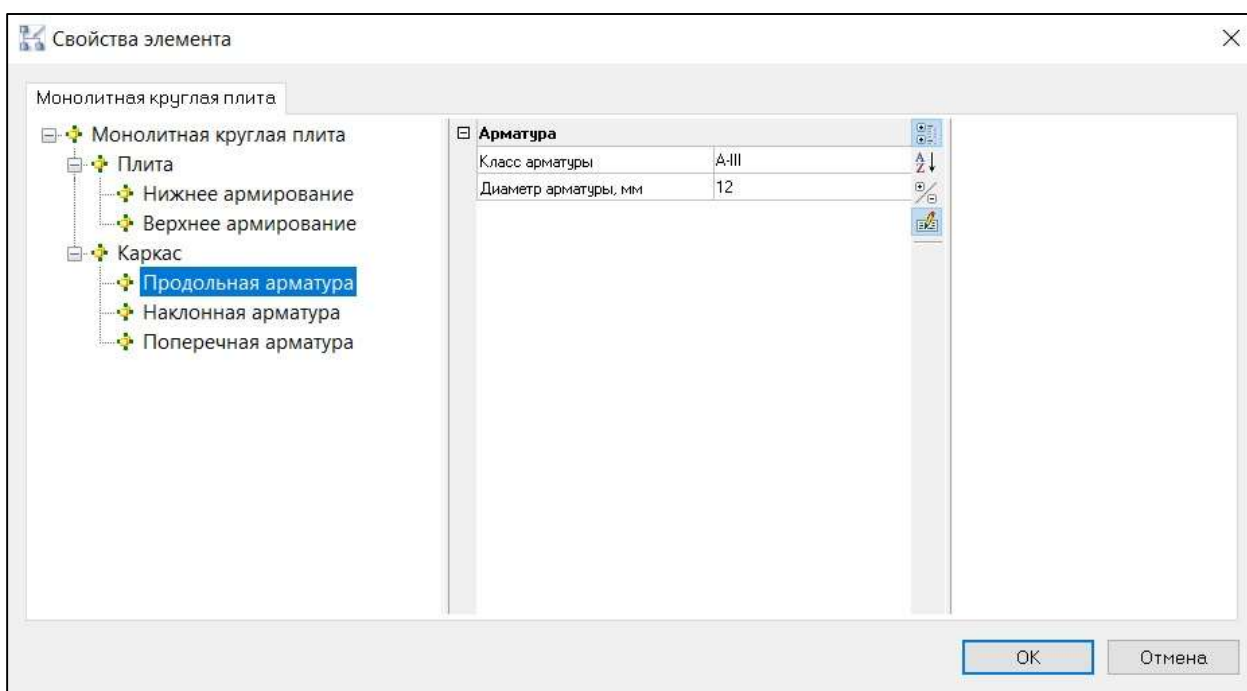 Свойства элемента
Монолитная круглая плита
Монолитная круглая плита
Плита
Нижнее армирование
Верхнее армирование
Каркас
Продольная арматура
Наклонная арматура
Поперечная арматура
Арматура
Класс арматуры A-III
Диаметр арматуры, мм 12
OK Отмена